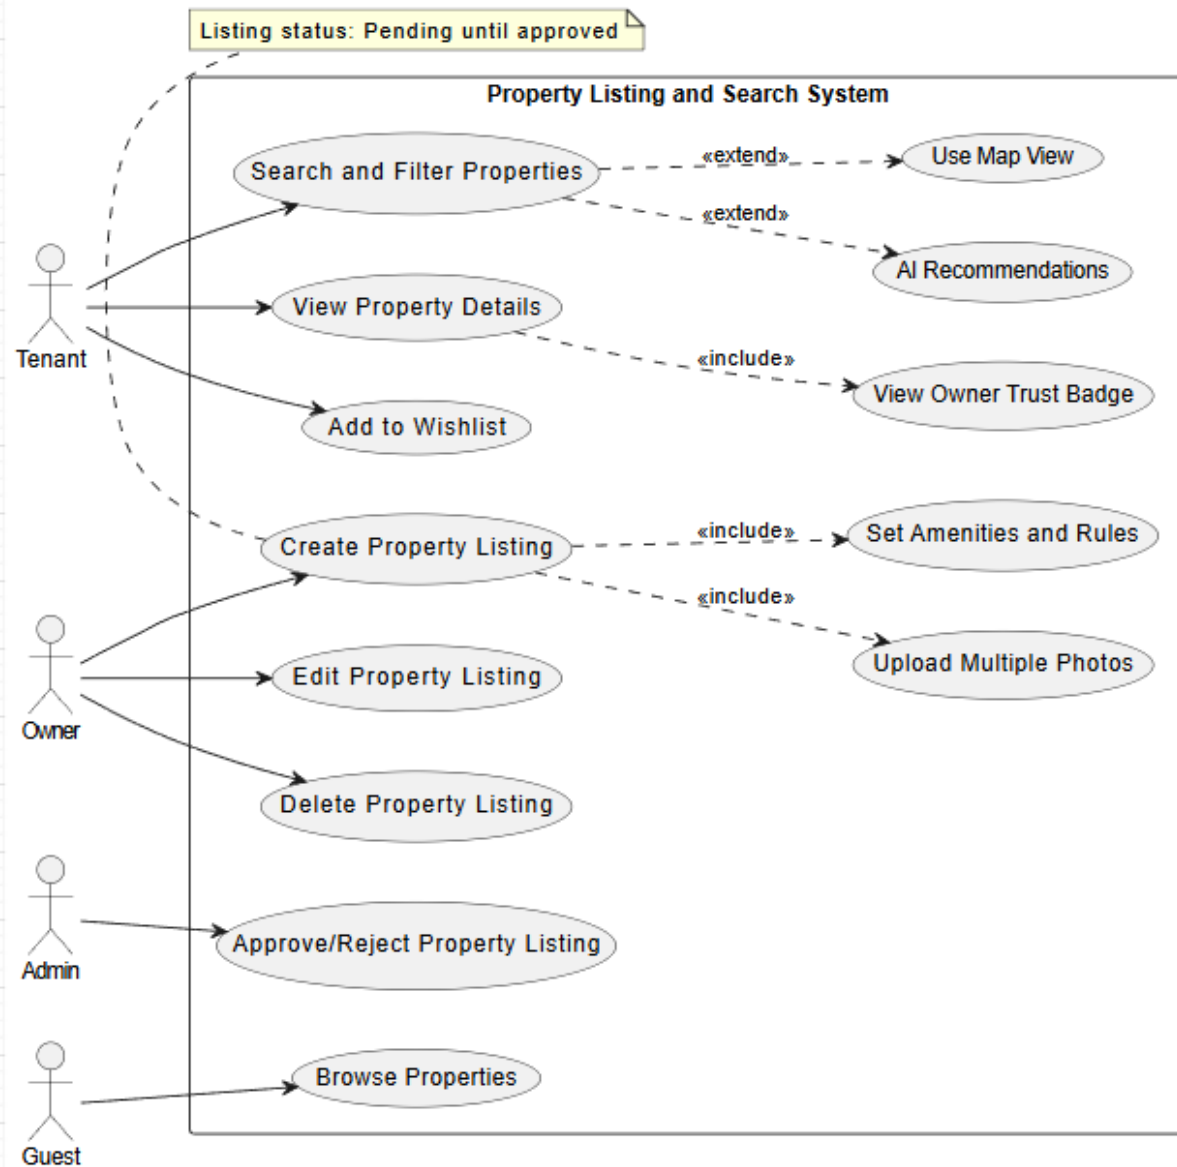 Listing status: Pending until approved
Property Listing and Search System
Search and Filter Properties
«extend»
Use Map View
«extend»
AI Recommendations
Tenant
View Property Details
«include»
View Owner Trust Badge
Add to Wishlist
Create Property Listing
«include»
Set Amenities and Rules
«include»
Upload Multiple Photos
Owner
Edit Property Listing
Delete Property Listing
Admin
Approve/Reject Property Listing
Guest
Browse Properties